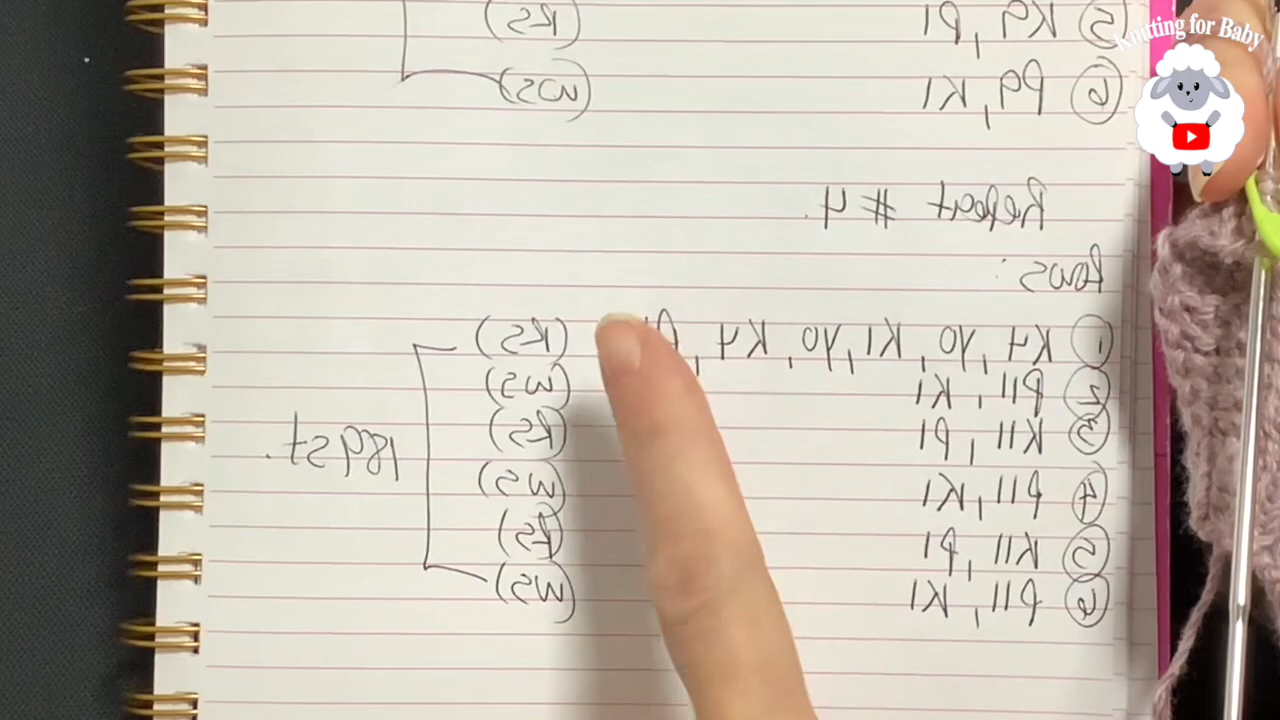 ⑤ K9, P1 (RS)
⑥ P9, K1 (WS)
Repeat #4.
Rows:
① K4, yo, K1, yo, K4, (RS)
② P11, K1 (WS)
③ K11, P1 (RS)
④ P11, K1 (WS)
⑤ K11, P1 (RS)
⑥ P11, K1 (WS)
Knitting for Baby